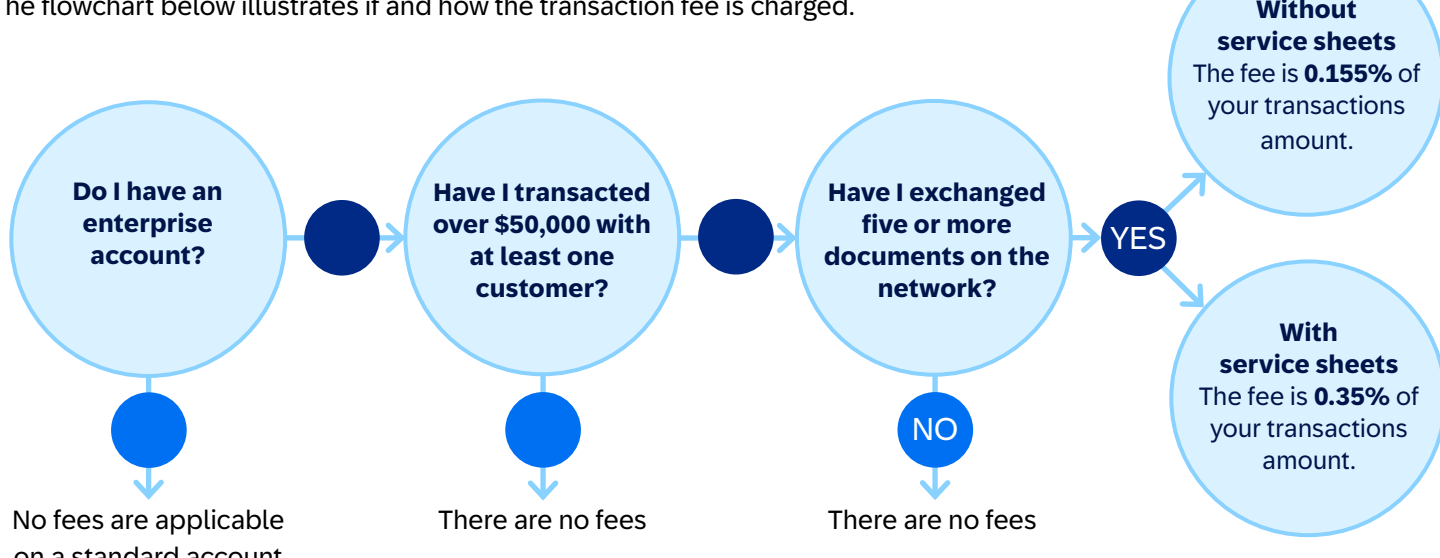 he flowchart below illustrates if and how the transaction fee is charged.
Do I have an
enterprise
account?
No fees are applicable
on a standard account
Have I transacted
over $50,000 with
at least one
customer?
There are no fees
Have I exchanged
five or more
documents on the
network?
NO
There are no fees
YES
Without
service sheets
The fee is 0.155% of
your transactions
amount.
With
service sheets
The fee is 0.35% of
your transactions
amount.